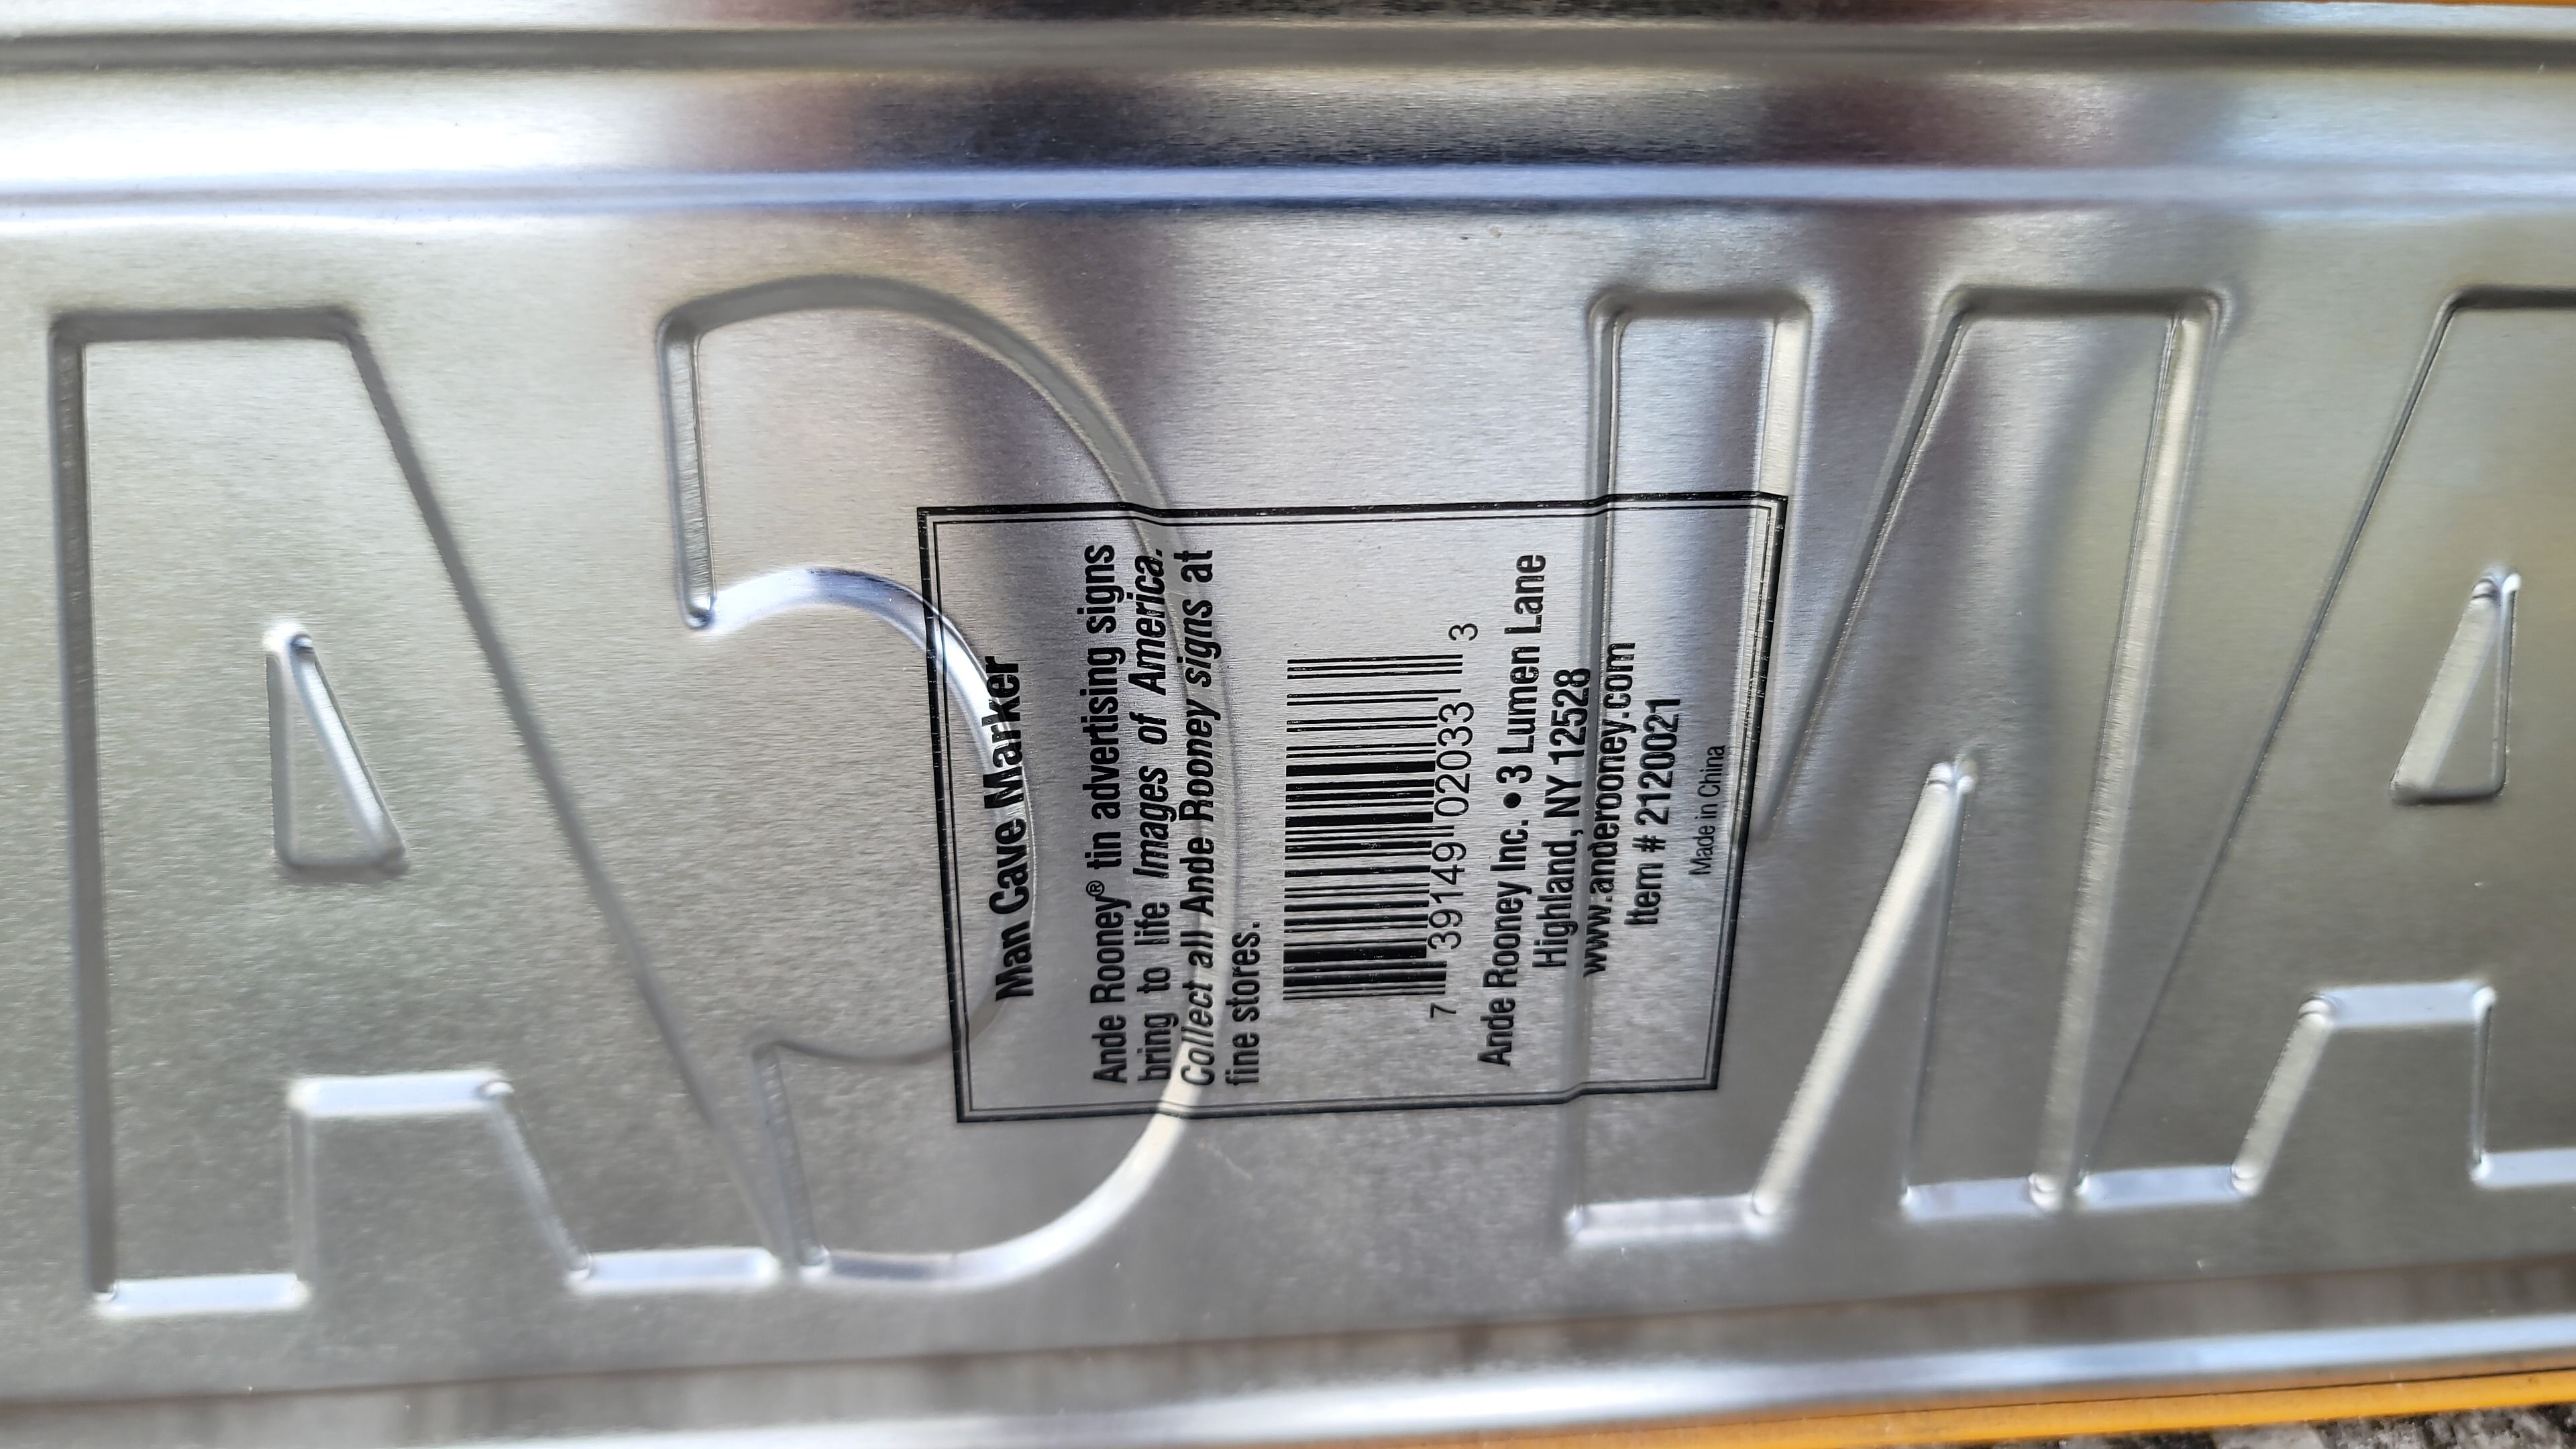 Man Cave Marker
Ande Rooney® tin advertising signs
bring to life Images of America.
Collect all Ande Rooney signs at
fine stores.
7 39149 02033 3
Ande Rooney Inc. • 3 Lumen Lane
Highland, NY 12528
www.anderooney.com
Item # 2120021
Made in China